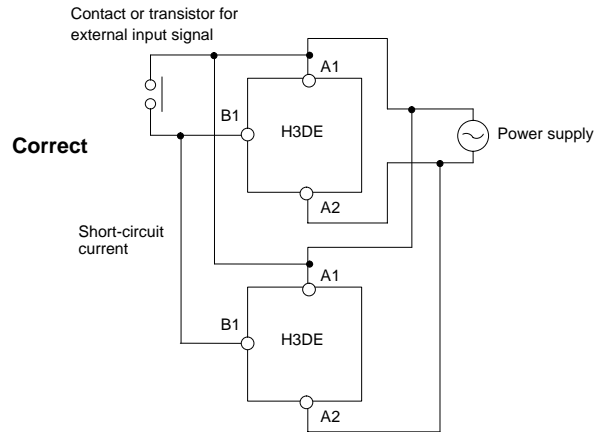 Contact or transistor for
external input signal
A1
B1
H3DE
Power supply
Correct
A2
Short-circuit
current
A1
B1
H3DE
A2